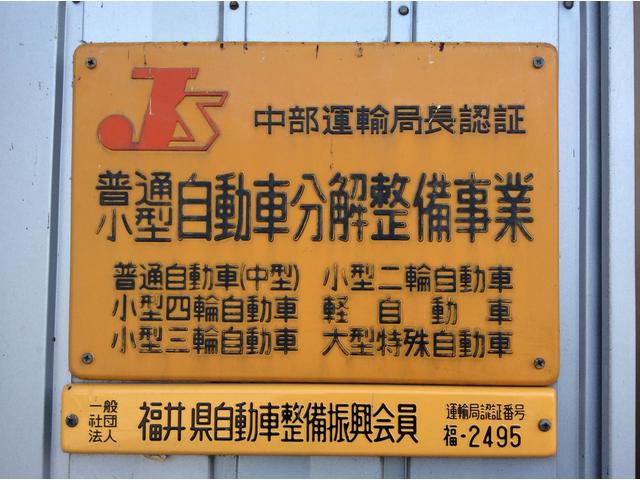 JS
中部運輸局長認証
普通
小型
自動車分解整備事業
普通自動車(中型) 小型二輪自動車
小型四輪自動車 軽自動車
小型三輪自動車 大型特殊自動車
一般
社団
法人
福井県自動車整備振興会員
運輸局認証番号
福-2495